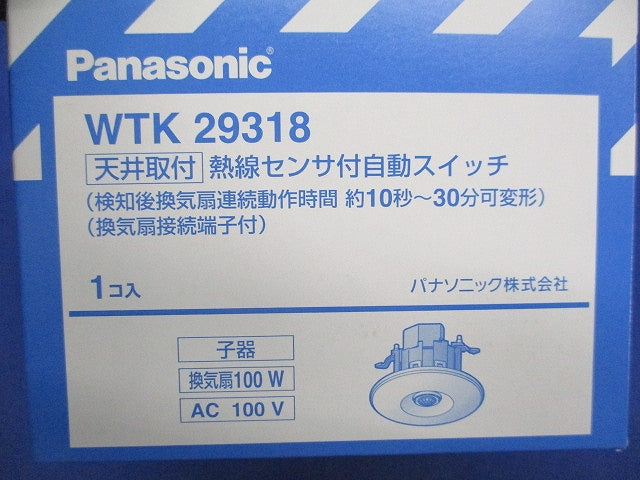 Panasonic®
WTK 29318
天井取付 熱線センサ付自動スイッチ
(検知後換気扇連続動作時間 約10秒〜30分可変形)
(換気扇接続端子付)
1コ入
パナソニック株式会社
子器
換気扇100 W
AC 100 V